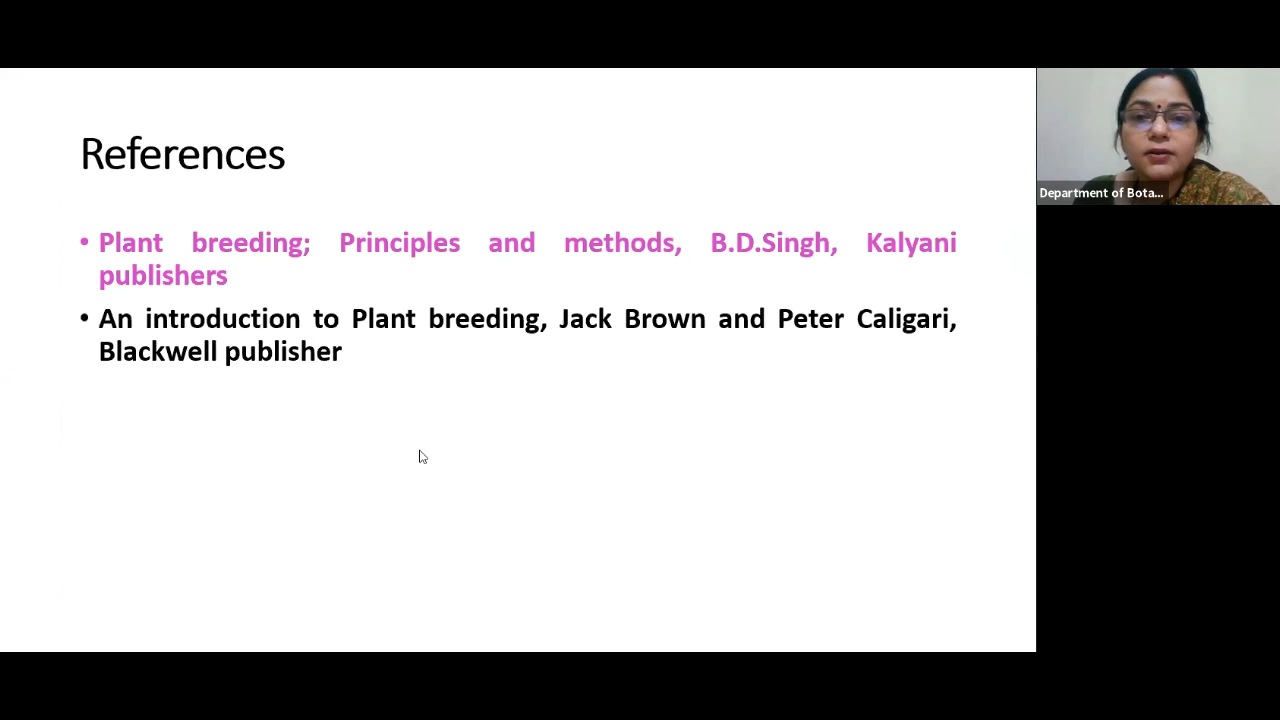 References
• Plant breeding; Principles and methods, B.D.Singh, Kalyani
publishers
• An introduction to Plant breeding, Jack Brown and Peter Caligari,
Blackwell publisher
Department of Bota...